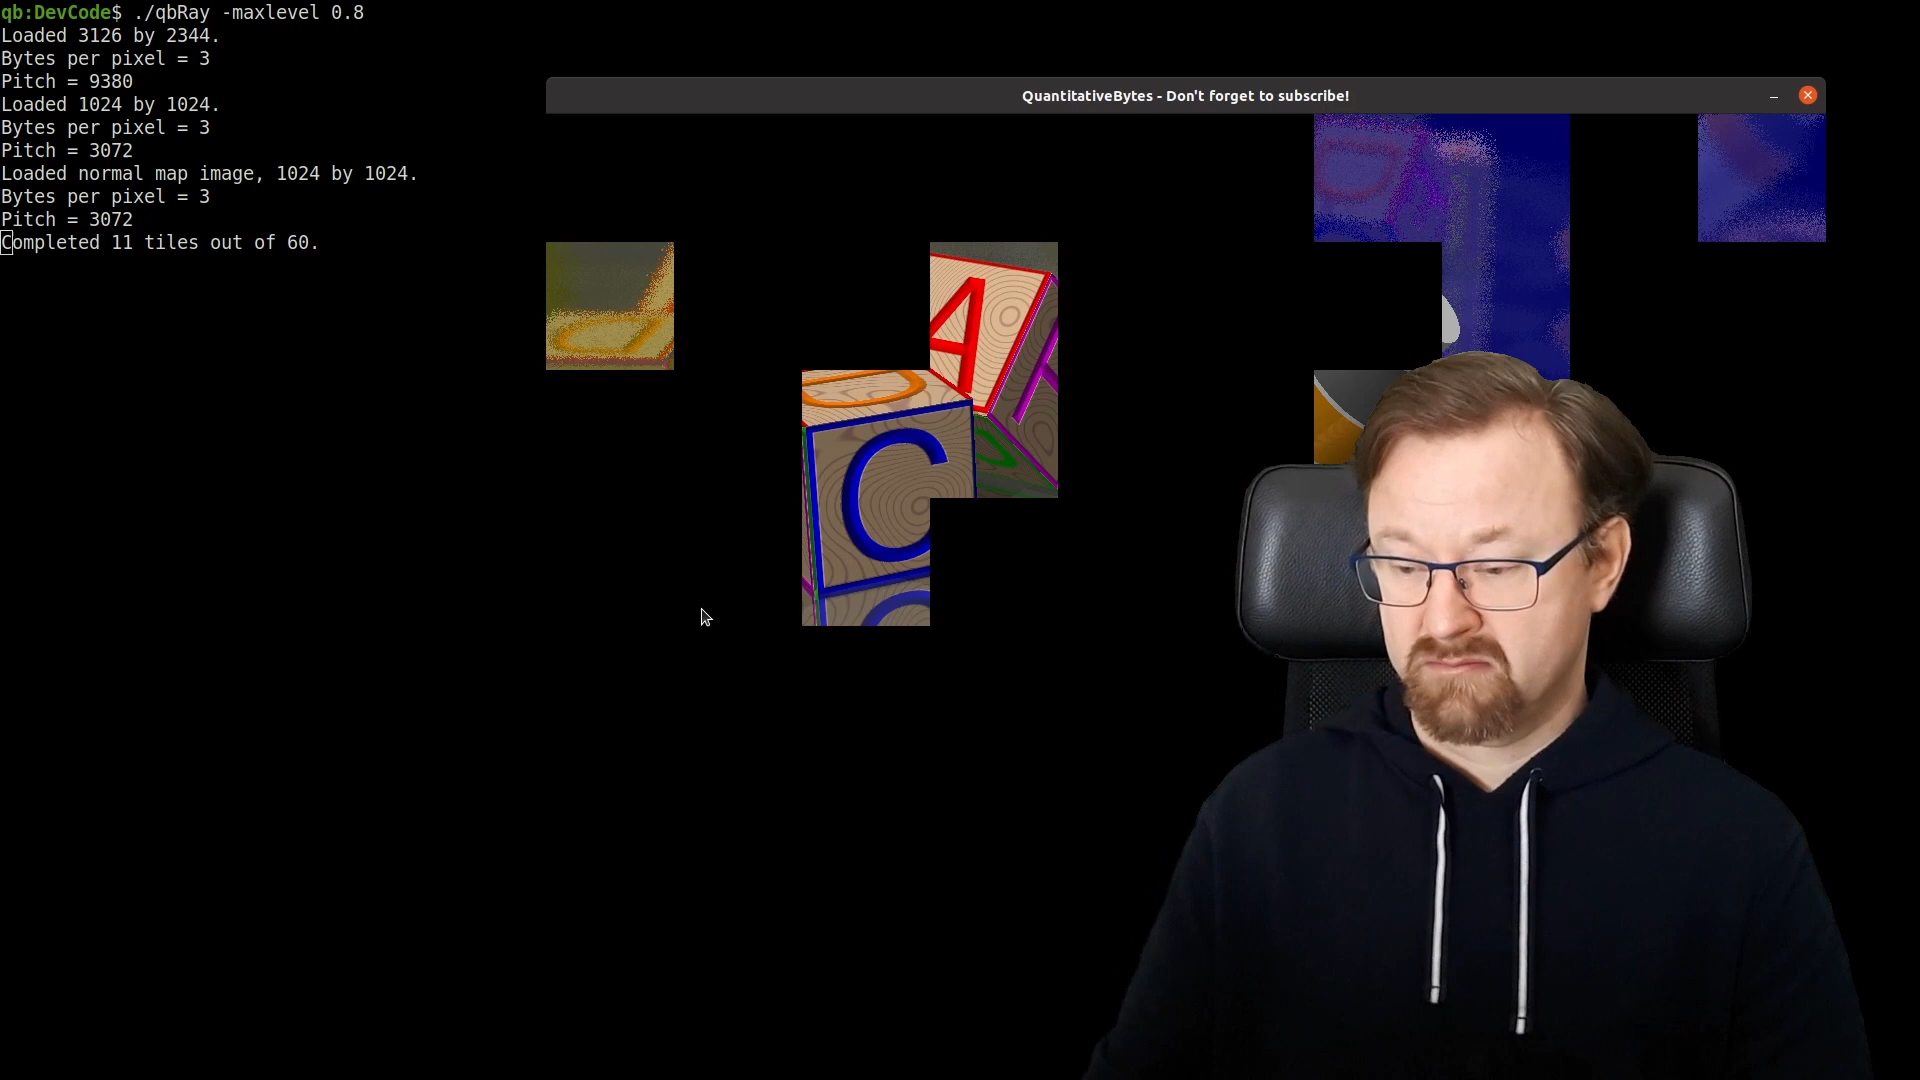 qb:DevCode$ ./qbRay -maxlevel 0.8
Loaded 3126 by 2344.
Bytes per pixel = 3
Pitch = 9380
Loaded 1024 by 1024.
Bytes per pixel = 3
Pitch = 3072
Loaded normal map image, 1024 by 1024.
Bytes per pixel = 3
Pitch = 3072
Completed 11 tiles out of 60.
QuantitativeBytes - Don't forget to subscribe!
A
C